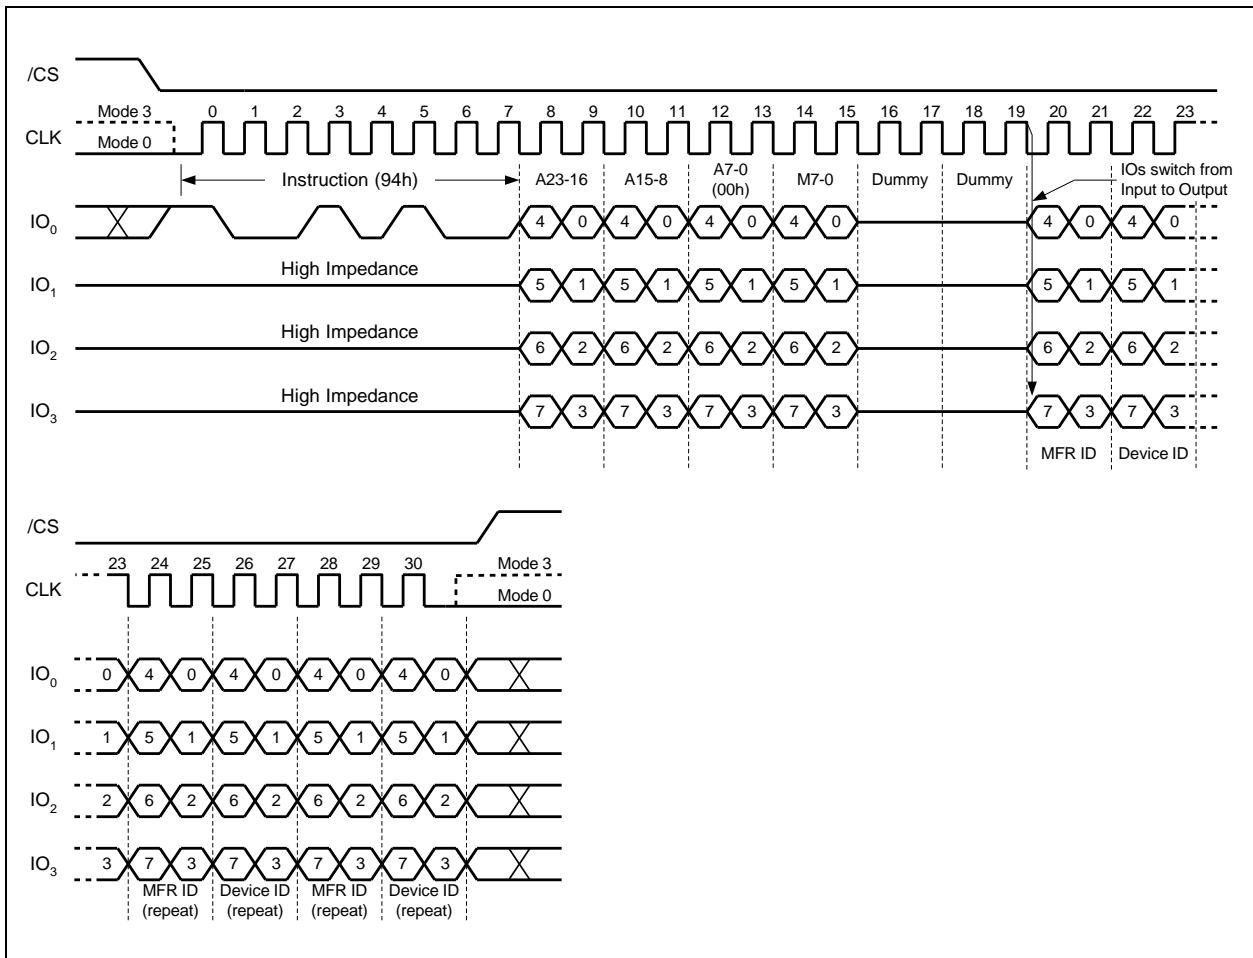 /CS
Mode 3
0 1 2 3 4 5 6 7 8 9 10 11 12 13 14 15 16 17 18 19 20 21 22 23
CLK
Mode 0
Instruction (94h)
A23-16
A15-8
A7-0
(00h)
M7-0
Dummy
Dummy
IOs switch from
Input to Output
IO0
4 0 4 0 4 0 4 0 4 0 4 0
High Impedance
IO1
5 1 5 1 5 1 5 1 5 1 5 1
High Impedance
IO2
6 2 6 2 6 2 6 2 6 2 6 2
High Impedance
IO3
7 3 7 3 7 3 7 3 7 3 7 3
MFR ID
Device ID
/CS
23 24 25 26 27 28 29 30
Mode 3
CLK
Mode 0
IO0
0 4 0 4 0 4 0 4 0
IO1
1 5 1 5 1 5 1 5 1
IO2
2 6 2 6 2 6 2 6 2
IO3
3 7 3 7 3 7 3 7 3
MFR ID
(repeat)
Device ID
(repeat)
MFR ID
(repeat)
Device ID
(repeat)